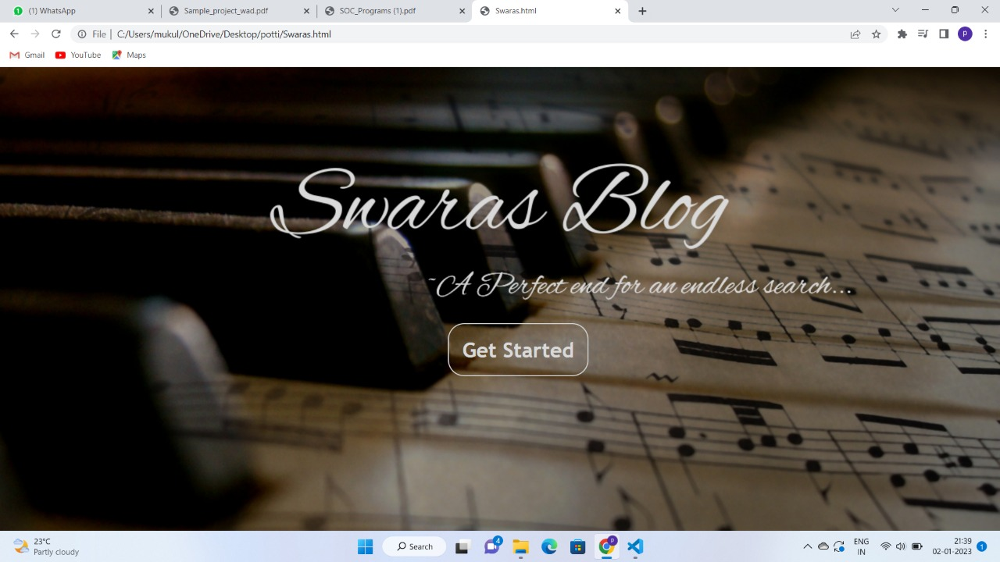 (1) WhatsApp
Sample_project_wad.pdf
SOC_Programs (1).pdf
Swaras.html
File | C:/Users/mukul/OneDrive/Desktop/potti/Swaras.html
P
Gmail
YouTube
Maps
Swaras Blog
~A Perfect end for an endless search...
Get Started
23°C
Partly cloudy
Search
4
P
ENG
IN
21:39
02-01-2023
1